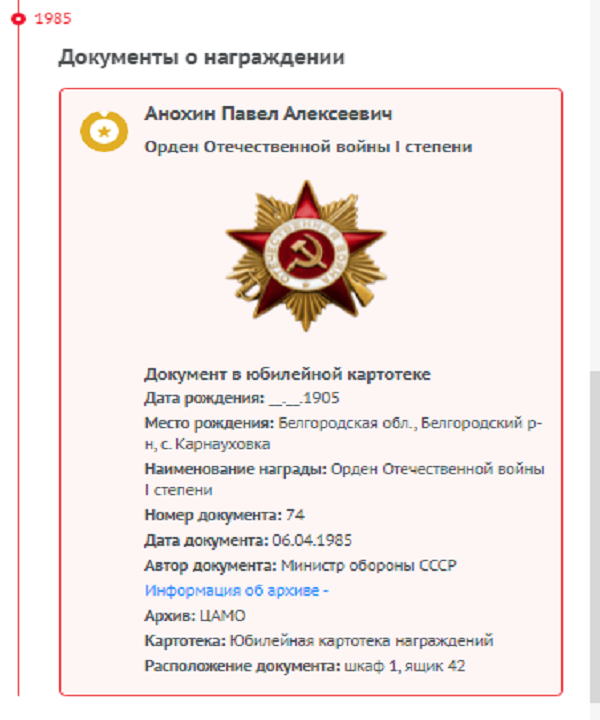 1985
Документы о награждении
Анохин Павел Алексеевич
Орден Отечественной войны I степени
ОТЕЧЕСТВЕННАЯ ВОЙНА
Документ в юбилейной картотеке
Дата рождения: __.__.1905
Место рождения: Белгородская обл., Белгородский р-
н, с. Карнауховка
Наименование награды: Орден Отечественной войны
I степени
Номер документа: 74
Дата документа: 06.04.1985
Автор документа: Министр обороны СССР
Информация об архиве -
Архив: ЦАМО
Картотека: Юбилейная картотека награждений
Расположение документа: шкаф 1, ящик 42